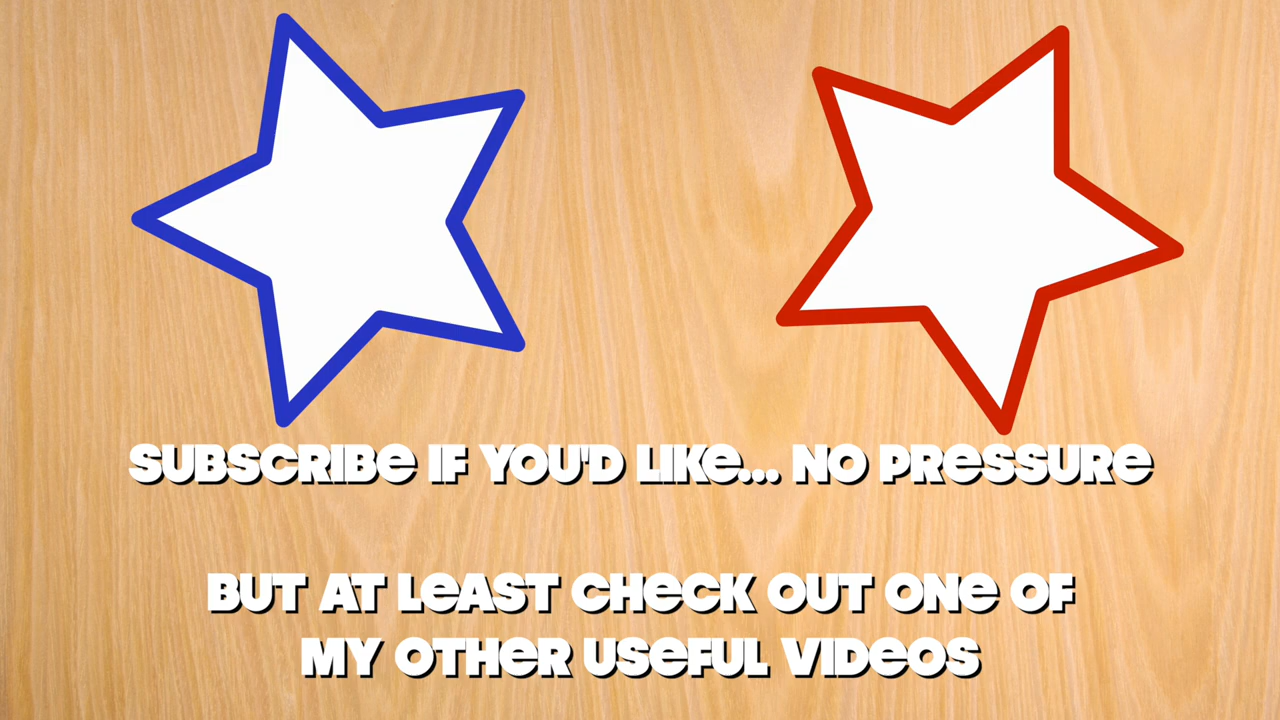 SUBSCRIBE IF YOU'D LIKE... NO PRESSURE
BUT AT LEAST CHECK OUT ONE OF
MY OTHER USEFUL VIDEOS